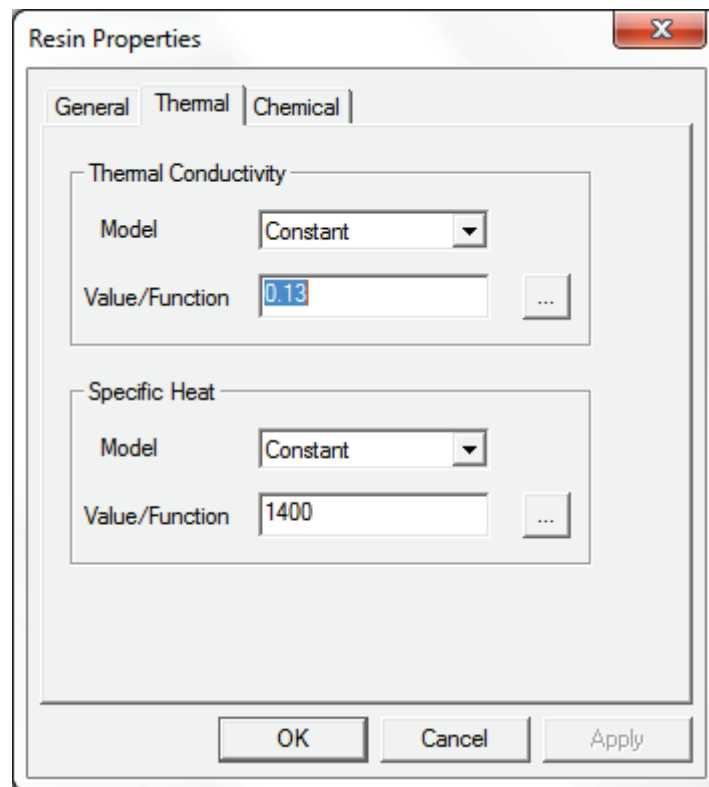 Resin Properties
General Thermal Chemical
Thermal Conductivity
Model Constant
Value/Function 0.13 ...
Specific Heat
Model Constant
Value/Function 1400 ...
OK Cancel Apply